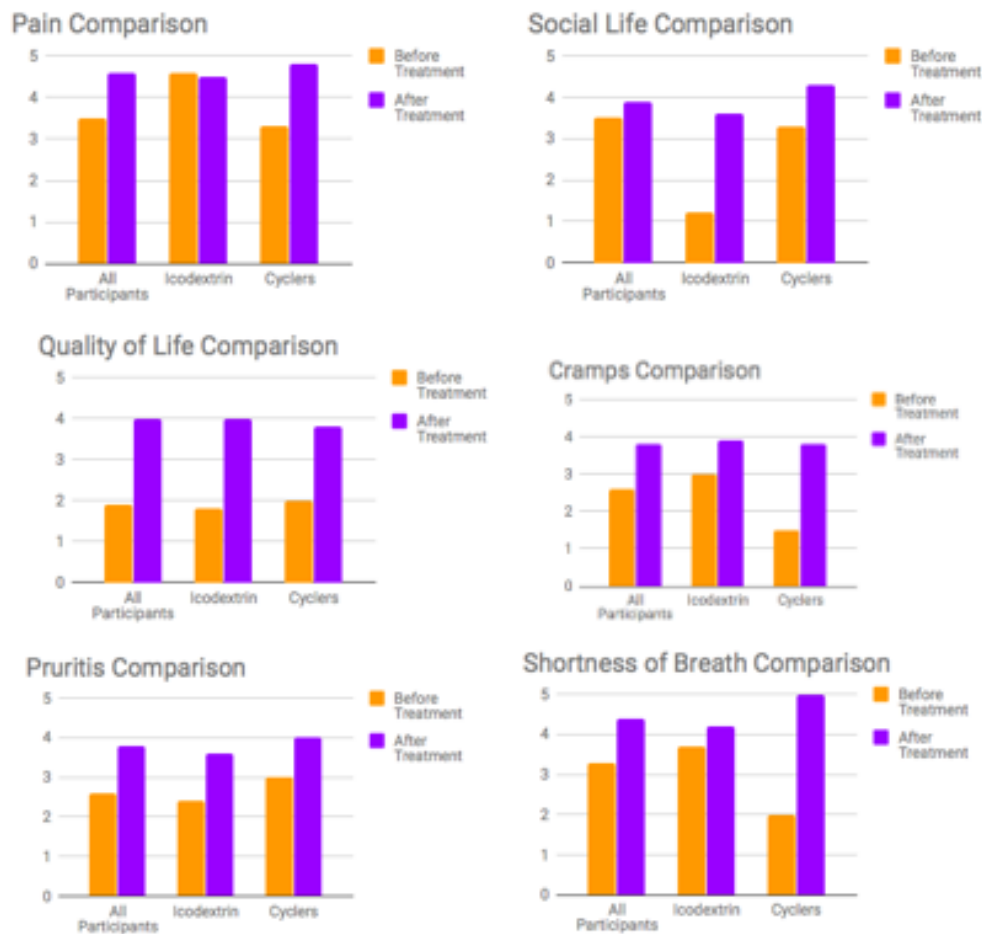 Pain Comparison
5
4
3
2
1
0
All
Participants
Icodextrin
Cyclers
Before
Treatment
After
Treatment
Social Life Comparison
5
4
3
2
1
0
All
Participants
Icodextrin
Cyclers
Before
Treatment
After
Treatment
Quality of Life Comparison
5
4
3
2
1
0
All
Participants
Icodextrin
Cyclers
Before
Treatment
After
Treatment
Cramps Comparison
5
4
3
2
1
0
All
Participants
Icodextrin
Cyclers
Before
Treatment
After
Treatment
Pruritis Comparison
5
4
3
2
1
0
All
Participants
Icodextrin
Cyclers
Before
Treatment
After
Treatment
Shortness of Breath Comparison
5
4
3
2
1
0
All
Participants
Icodextrin
Cyclers
Before
Treatment
After
Treatment